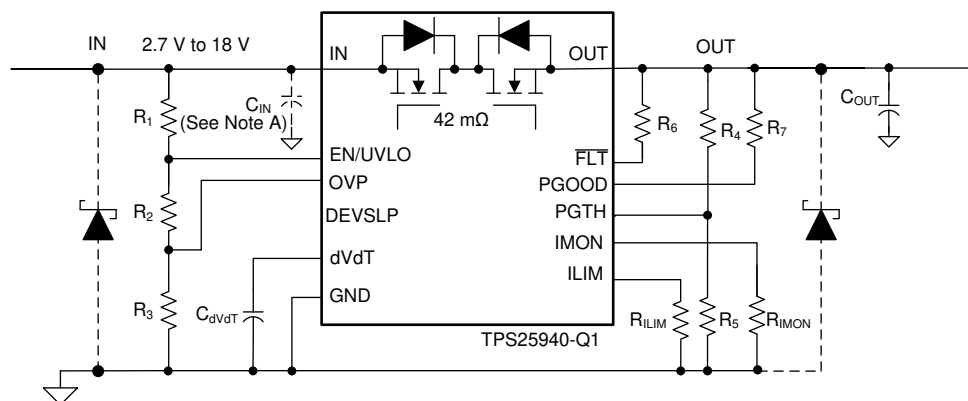 IN
2.7 V to 18 V
IN
OUT
OUT
42 mΩ
R1
CIN
(See Note A)
R6
R4
R7
COUT
EN/UVLO
FLT
OVP
PGOOD
R2
DEVSLP
PGTH
IMON
dVdT
ILIM
GND
R3
CdVdT
RILIM
R5
RIMON
TPS25940-Q1